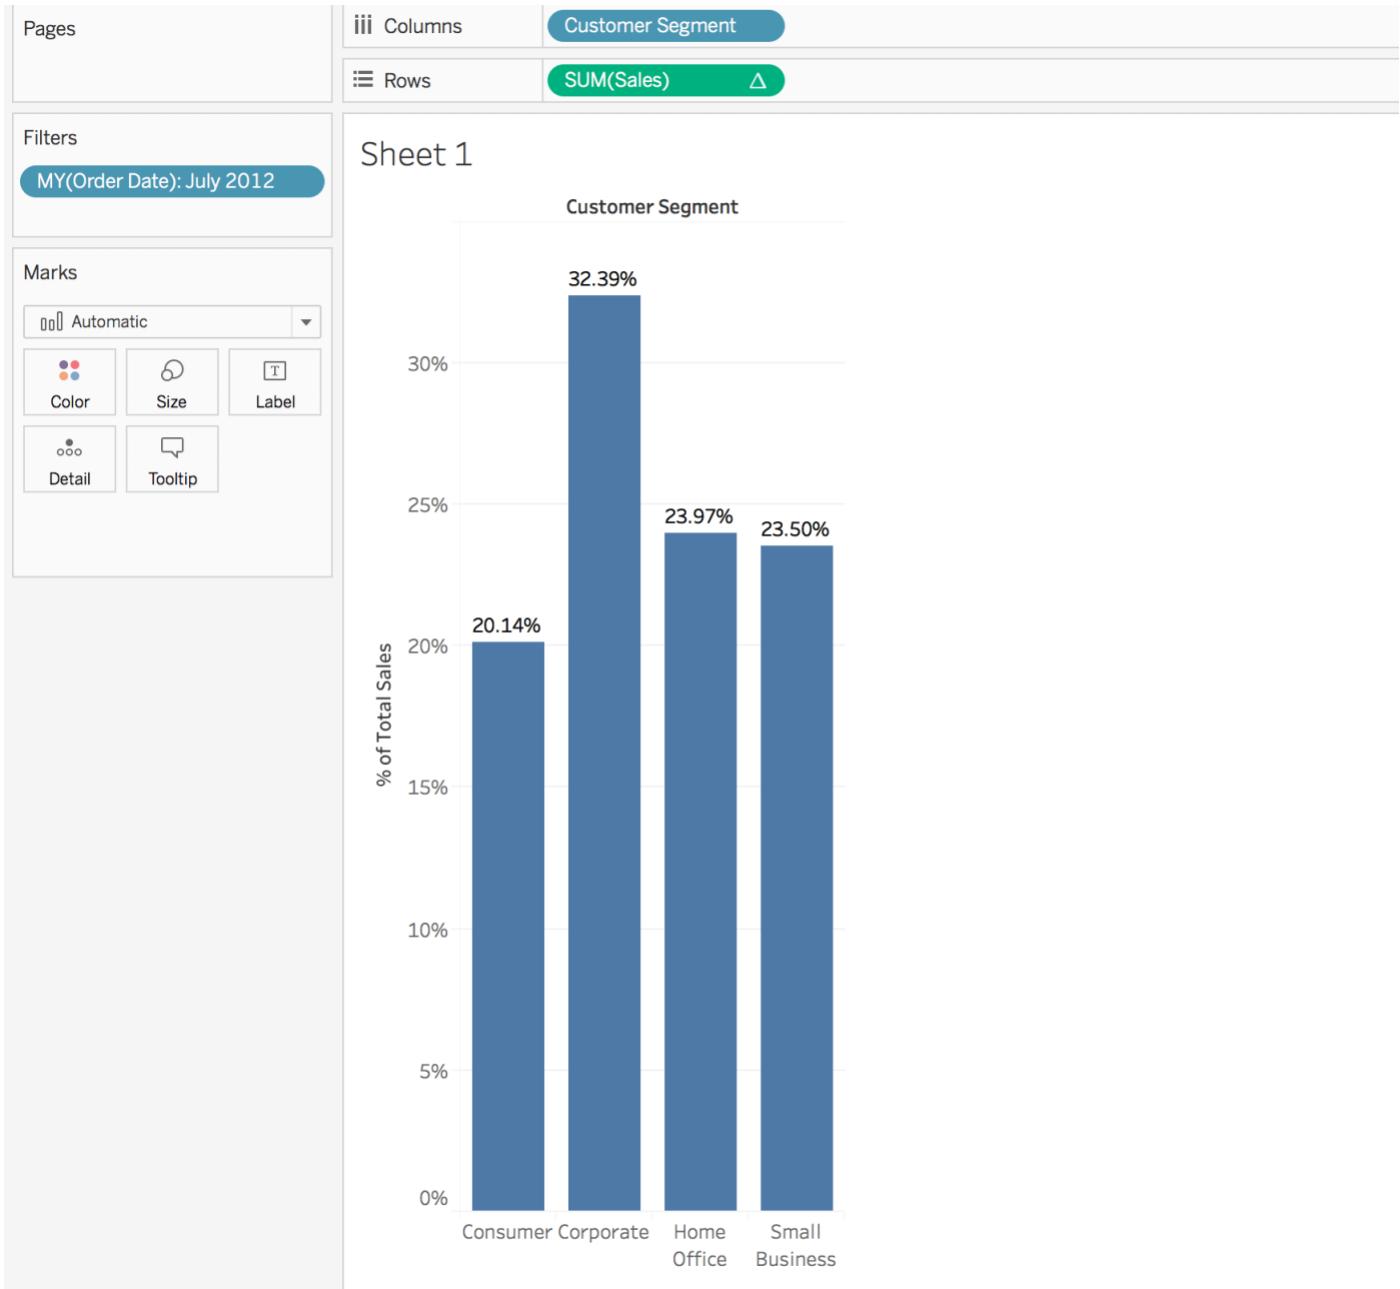 Pages
Columns
Customer Segment
Rows
SUM(Sales) Δ
Filters
MY(Order Date): July 2012
Marks
Automatic
Color
Size
T
Label
Detail
Tooltip
Sheet 1
Customer Segment
32.39%
30%
25%
23.97%
23.50%
20.14%
20%
% of Total Sales
15%
10%
5%
0%
Consumer Corporate Home Office Small Business